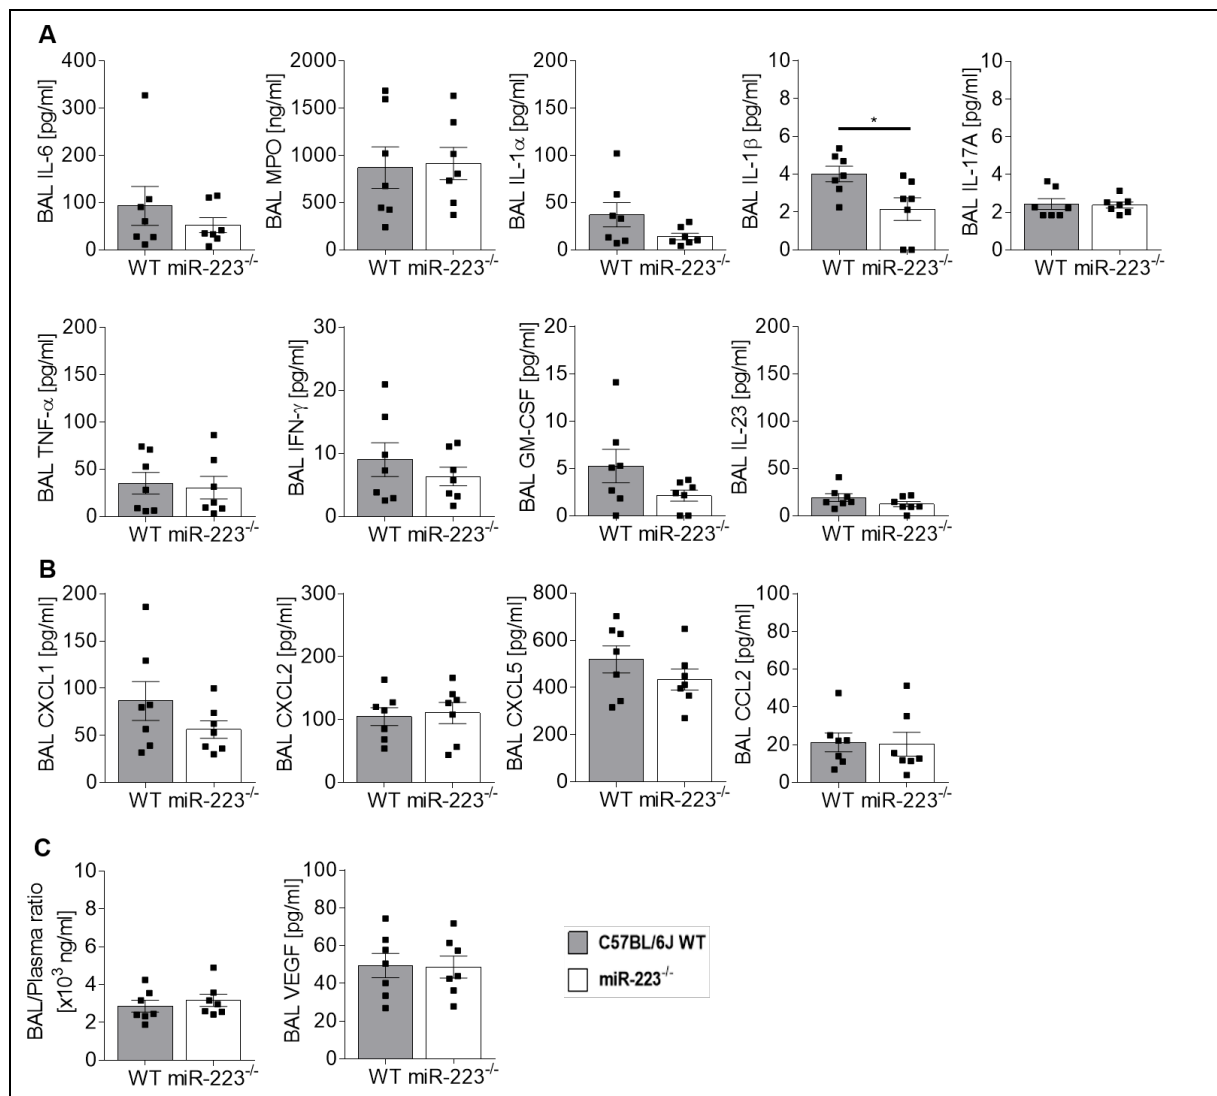 A
BAL IL-6 [pg/ml]
400
300
200
100
0
WT miR-223-/-
BAL MPO [ng/ml]
2000
1500
1000
500
0
WT miR-223-/-
BAL IL-1α [pg/ml]
200
150
100
50
0
WT miR-223-/-
BAL IL-1β [pg/ml]
10
8
6
4
2
0
*
WT miR-223-/-
BAL IL-17A [pg/ml]
10
8
6
4
2
0
WT miR-223-/-
BAL TNF-α [pg/ml]
200
150
100
50
0
WT miR-223-/-
BAL IFN-γ [pg/ml]
30
20
10
0
WT miR-223-/-
BAL GM-CSF [pg/ml]
20
15
10
5
0
WT miR-223-/-
BAL IL-23 [pg/ml]
200
150
100
50
0
WT miR-223-/-
B
BAL CXCL1 [pg/ml]
200
150
100
50
0
WT miR-223-/-
BAL CXCL2 [pg/ml]
300
200
100
0
WT miR-223-/-
BAL CXCL5 [pg/ml]
800
600
400
200
0
WT miR-223-/-
BAL CCL2 [pg/ml]
100
80
60
40
20
0
WT miR-223-/-
C
BAL/Plasma ratio
[x10³ ng/ml]
10
8
6
4
2
0
WT miR-223-/-
BAL VEGF [pg/ml]
100
80
60
40
20
0
WT miR-223-/-
C57BL/6J WT
miR-223-/-